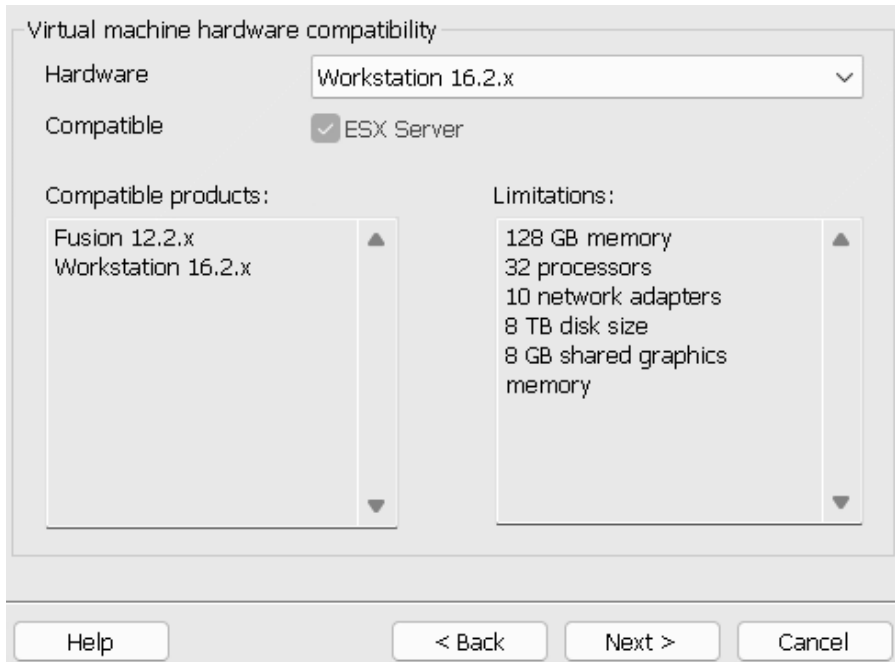 Virtual machine hardware compatibility
Hardware
Workstation 16.2.x
Compatible
ESX Server
Compatible products:
Fusion 12.2.x
Workstation 16.2.x
Limitations:
128 GB memory
32 processors
10 network adapters
8 TB disk size
8 GB shared graphics
memory
Help
< Back
Next >
Cancel